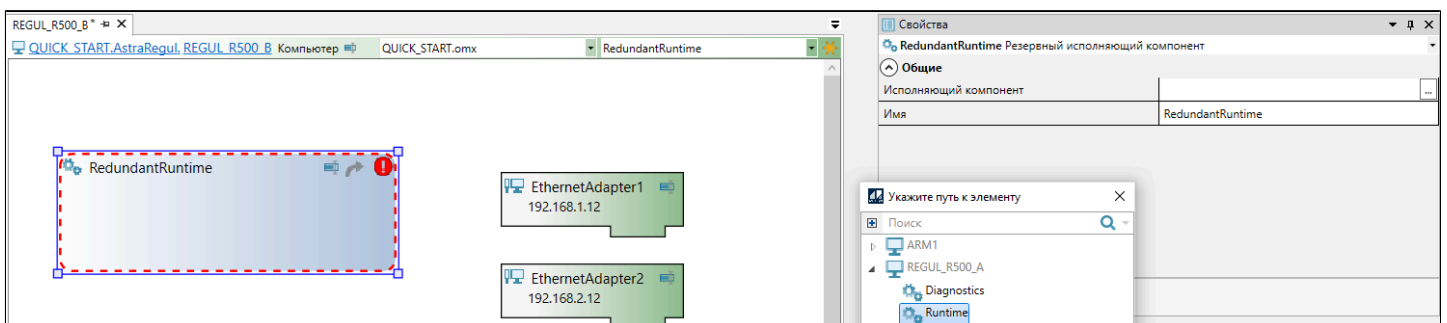 REGUL_R500_B*
QUICK_START.AstraRegul. REGUL_R500_B Компьютер
QUICK_START.omx
RedundantRuntime
RedundantRuntime
EthernetAdapter1
192.168.1.12
EthernetAdapter2
192.168.2.12
Свойства
RedundantRuntime Резервный исполняющий компонент
Общие
Исполняющий компонент
...
Имя
RedundantRuntime
Укажите путь к элементу
Поиск
ARM1
REGUL_R500_A
Diagnostics
Runtime